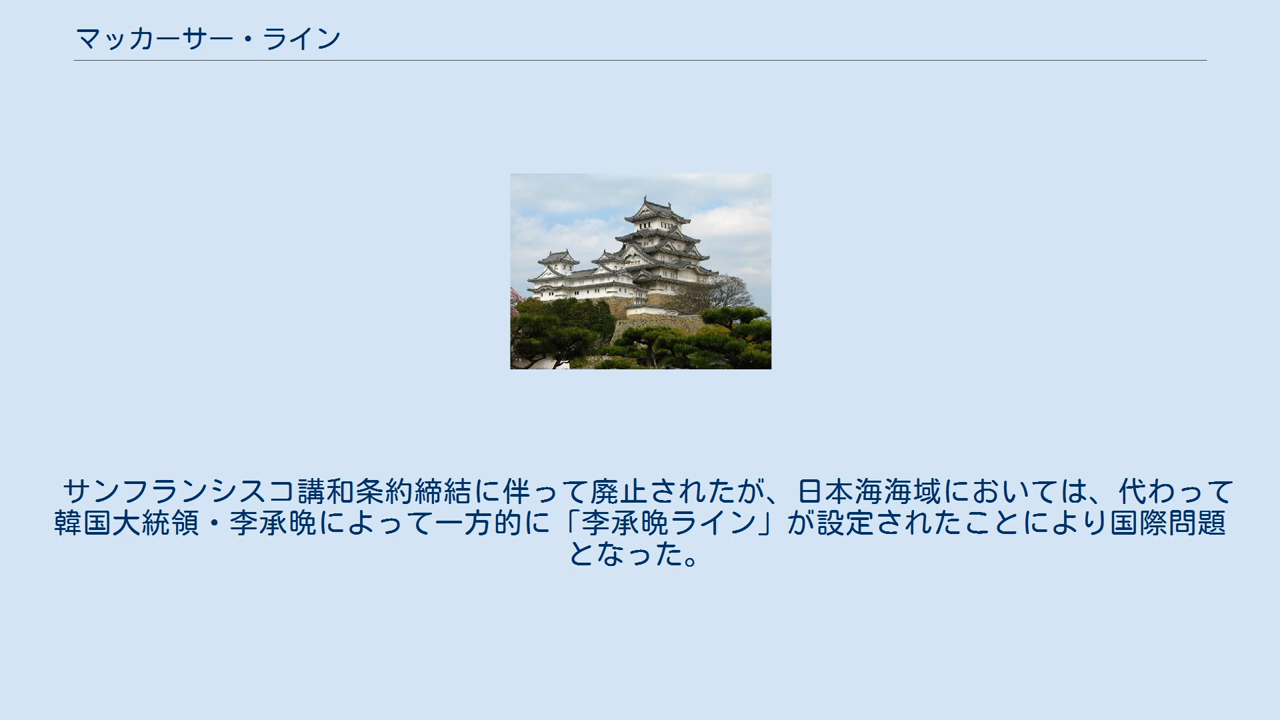 マッカーサー・ライン
サンフランシスコ講和条約締結に伴って廃止されたが、日本海海域においては、代わって
韓国大統領・李承晩によって一方的に「李承晩ライン」が設定されたことにより国際問題
となった。